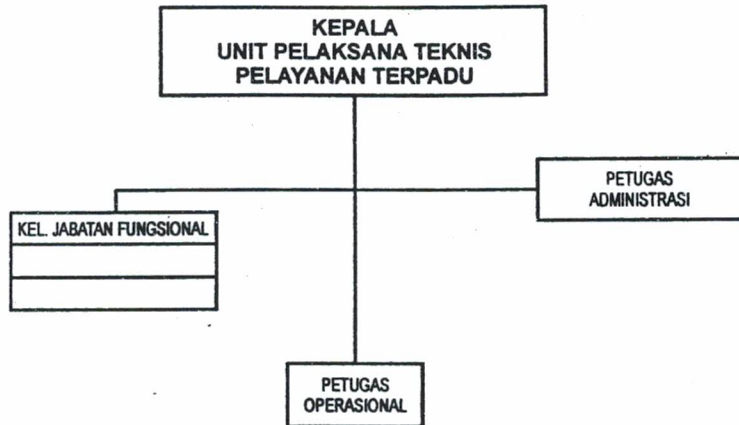 KEPALA
UNIT PELAKSANA TEKNIS
PELAYANAN TERPADU
PETUGAS
ADMINISTRASI
KEL. JABATAN FUNGSIONAL
PETUGAS
OPERASIONAL